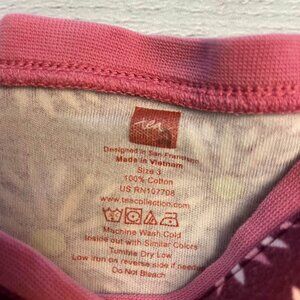 tea
Designed in San Francisco
Made in Vietnam
Size 3
100% Cotton
US RN107708
www.teacollection.com
Machine Wash Cold
Inside out with Similar Colors
Tumble Dry Low
Low iron on reverse side if needed
Do Not Bleach